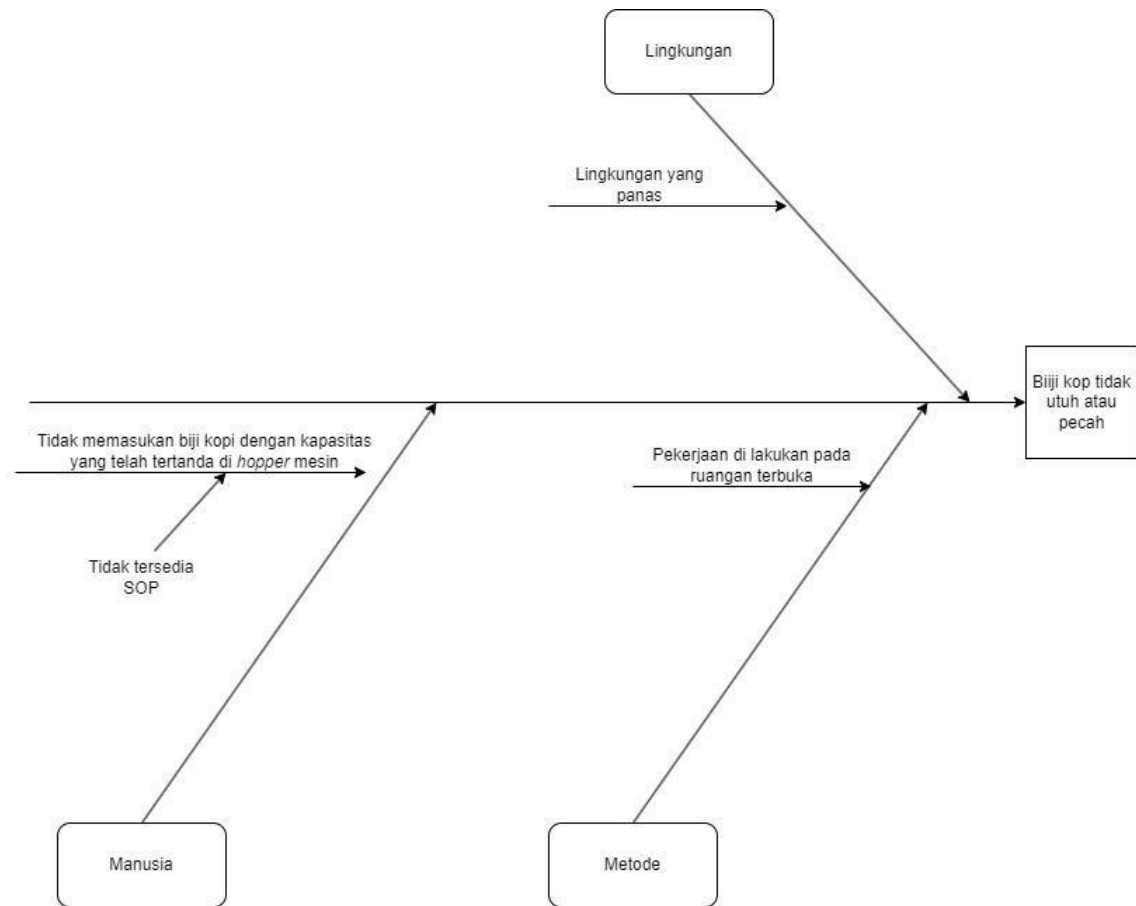 Lingkungan
Lingkungan yang
panas
Biiji kop tidak
utuh atau
pecah
Tidak memasukan biji kopi dengan kapasitas
yang telah tertanda di hopper mesin
Pekerjaan di lakukan pada
ruangan terbuka
Tidak tersedia
SOP
Manusia
Metode